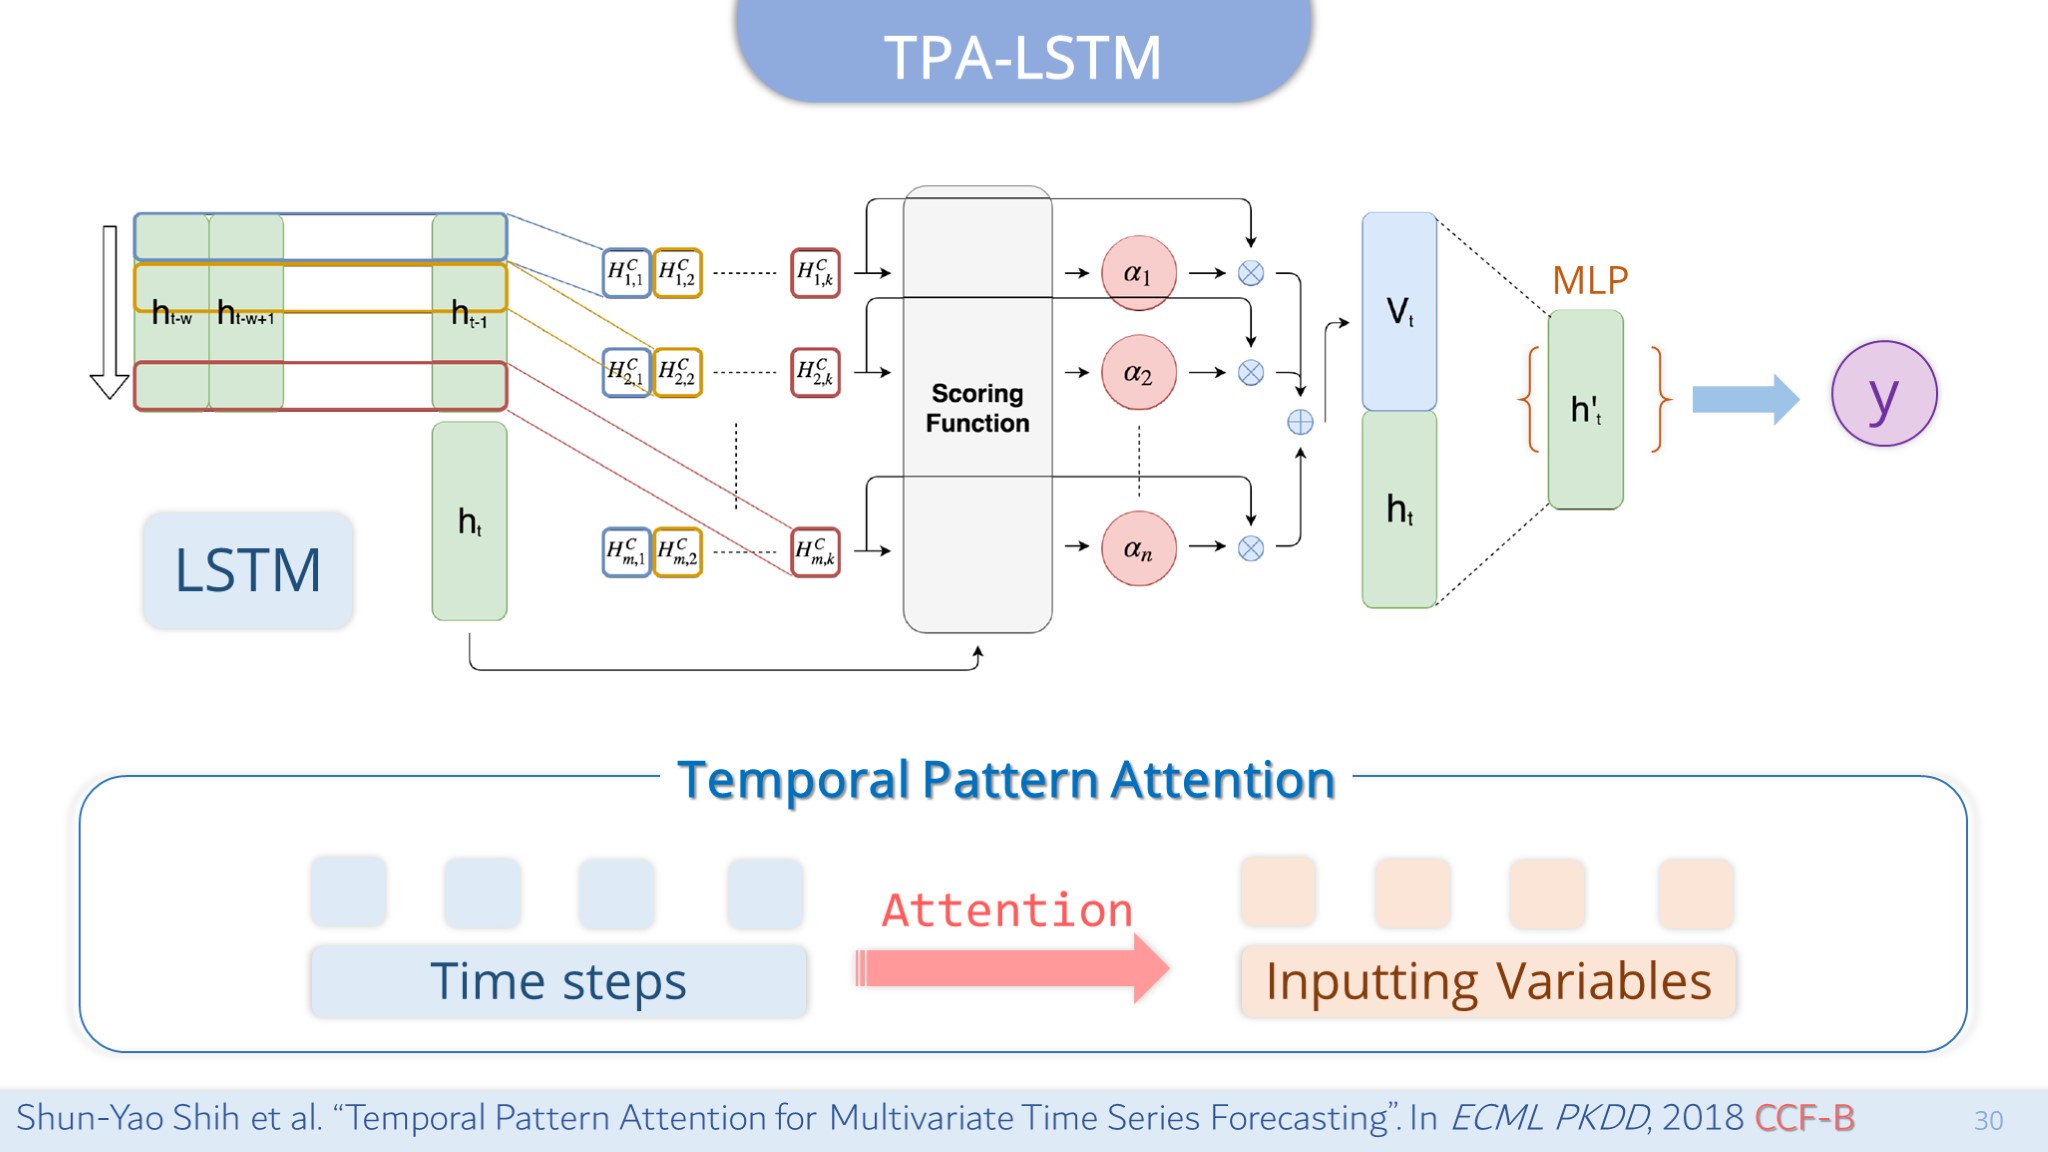 TPA-LSTM
h_{t-w} h_{t-w+1} h_{t-1}
H^C_{1,1} H^C_{1,2} H^C_{1,k}
α_1
H^C_{2,1} H^C_{2,2} H^C_{2,k}
α_2
H^C_{m,1} H^C_{m,2} H^C_{m,k}
α_n
Scoring
Function
h_t
LSTM
V_t
h_t
MLP
h'_t
{ }
y
Temporal Pattern Attention
Time steps
Attention
Inputting Variables
Shun-Yao Shih et al. “Temporal Pattern Attention for Multivariate Time Series Forecasting”. In ECML PKDD, 2018 CCF-B
30